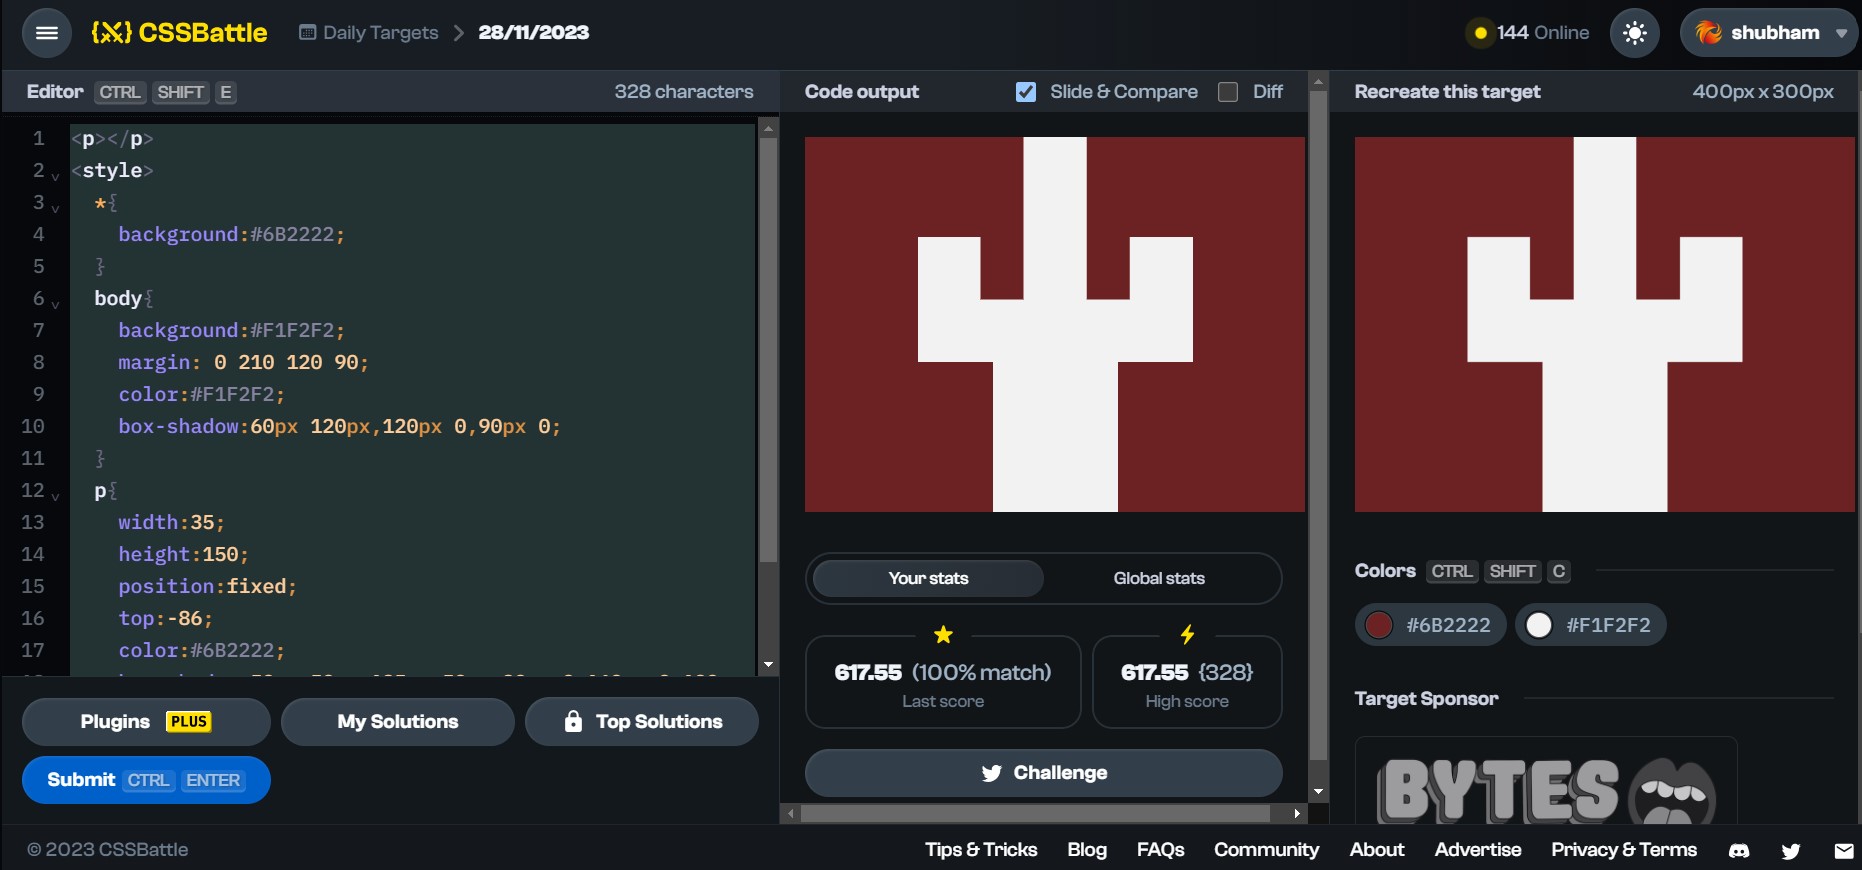 {X} CSSBattle Daily Targets > 28/11/2023 144 Online shubham
Editor CTRL SHIFT E 328 characters
1 <p></p>
2 <style>
3 *{
4 background:#6B2222;
5 }
6 body{
7 background:#F1F2F2;
8 margin: 0 210 120 90;
9 color:#F1F2F2;
10 box-shadow:60px 120px,120px 0,90px 0;
11 }
12 p{
13 width:35;
14 height:150;
15 position:fixed;
16 top:-86;
17 color:#6B2222;
Plugins PLUS My Solutions Top Solutions
Submit CTRL ENTER
Code output Slide & Compare Diff
Your stats Global stats
617.55 (100% match) 617.55 {328}
Last score High score
Challenge
Recreate this target 400px x 300px
Colors CTRL SHIFT C
#6B2222 #F1F2F2
Target Sponsor
BYTES
© 2023 CSSBattle Tips & Tricks Blog FAQs Community About Advertise Privacy & Terms